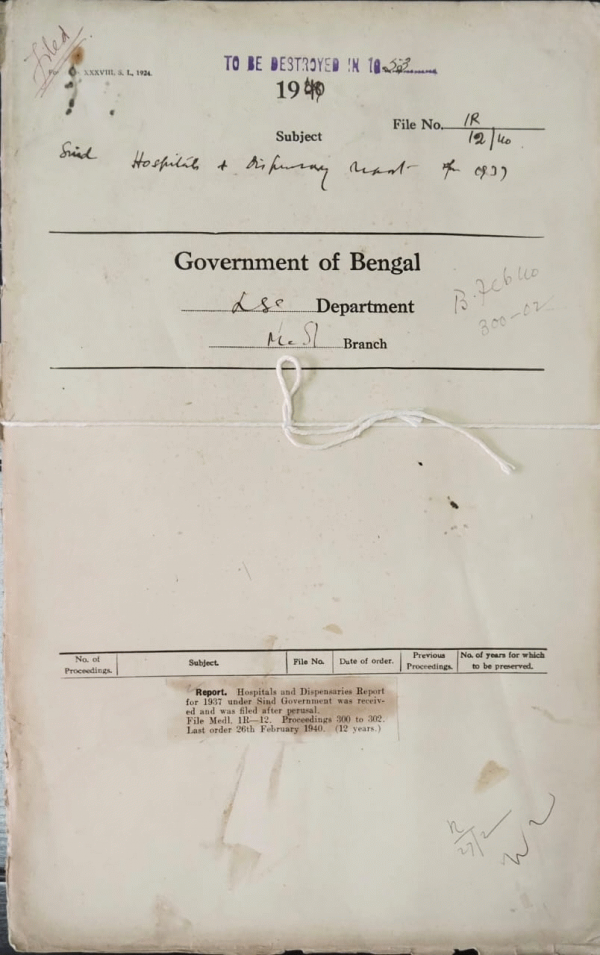 Filed
XXXVIII, S. I., 1924.
TO BE DESTROYED IN 19
1940
File No. 1R
12/40
Subject
Sind Hospitals & Dispensary for 1937
Government of Bengal
Department
Branch
B. Feb 40
300-02
No. of Proceedings.
Subject.
File No.
Date of order.
Previous Proceedings.
No. of years for which to be preserved.
Report. Hospitals and Dispensaries Report
for 1937 under Sind Government was receiv-
ed and was filed after perusal.
File Medl. 1R—12. Proceedings 300 to 302.
Last order 26th February 1940. (12 years.)